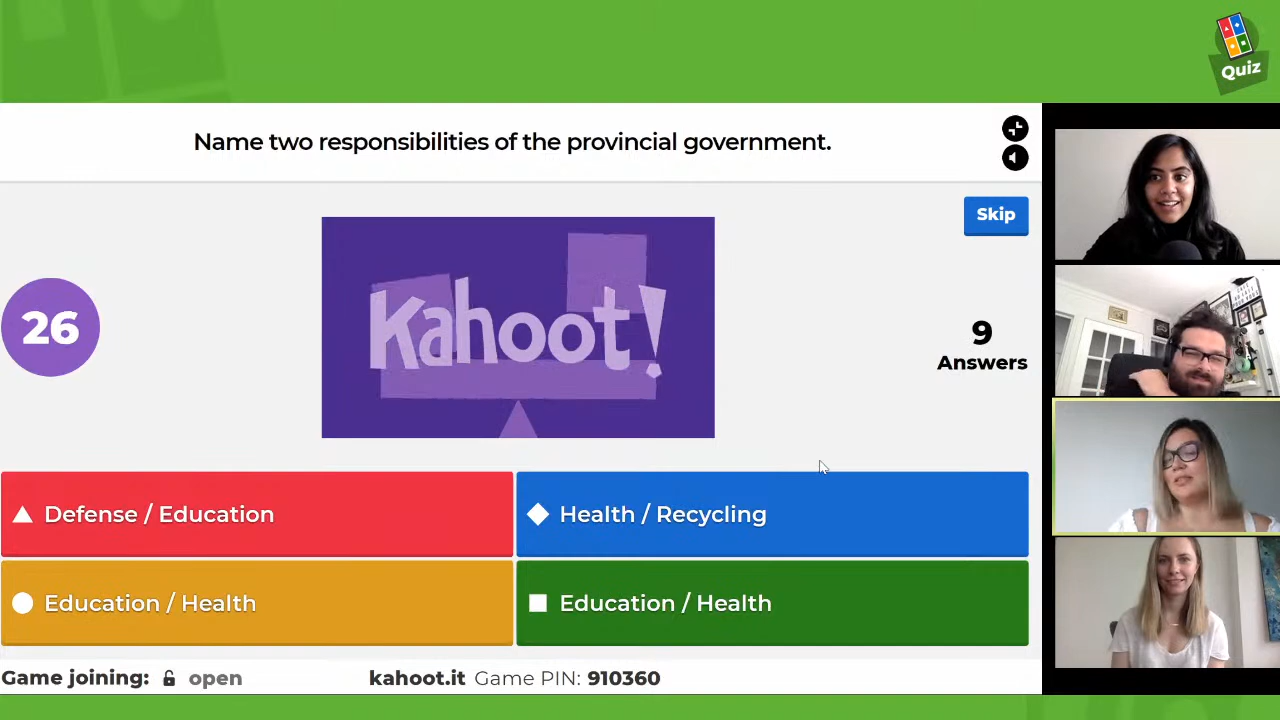 Quiz
Name two responsibilities of the provincial government.
Skip
26
Kahoot!
9
Answers
Defense / Education
Health / Recycling
Education / Health
Education / Health
Game joining: open
kahoot.it Game PIN: 910360